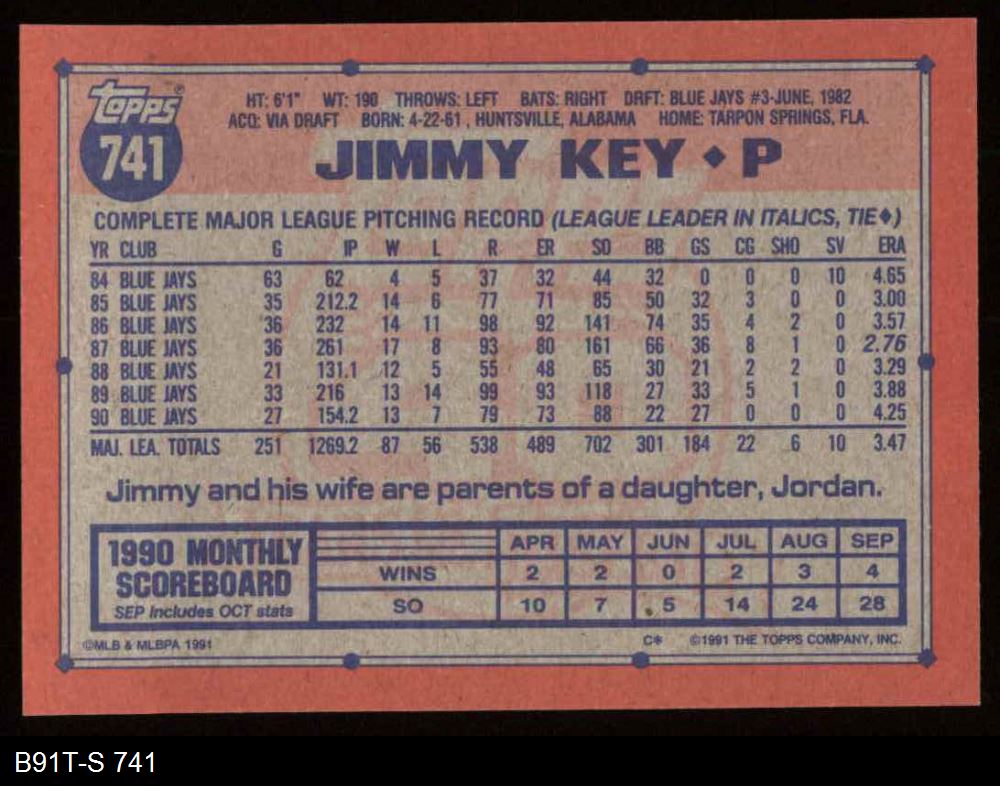 topps®
741
HT: 6'1" WT: 190 THROWS: LEFT BATS: RIGHT DRFT: BLUE JAYS #3-JUNE, 1982
ACQ: VIA DRAFT BORN: 4-22-61, HUNTSVILLE, ALABAMA HOME: TARPON SPRINGS, FLA.
JIMMY KEY ♦ P
COMPLETE MAJOR LEAGUE PITCHING RECORD (LEAGUE LEADER IN ITALICS, TIE♦)
YR CLUB G IP W L R ER SO BB GS CG SHO SV ERA
84 BLUE JAYS 63 62 4 5 37 32 44 32 0 0 0 10 4.65
85 BLUE JAYS 35 212.2 14 6 77 71 85 50 32 3 0 0 3.00
86 BLUE JAYS 36 232 14 11 98 92 141 74 35 4 2 0 3.57
87 BLUE JAYS 36 261 17 8 93 80 161 66 36 8 1 0 2.76
88 BLUE JAYS 21 131.1 12 5 55 48 65 30 21 2 2 0 3.29
89 BLUE JAYS 33 216 13 14 99 93 118 27 33 5 1 0 3.88
90 BLUE JAYS 27 154.2 13 7 79 73 88 22 27 0 0 0 4.25
MAJ. LEA. TOTALS 251 1269.2 87 56 538 489 702 301 184 22 6 10 3.47
Jimmy and his wife are parents of a daughter, Jordan.
1990 MONTHLY
SCOREBOARD
SEP Includes OCT stats
APR MAY JUN JUL AUG SEP
WINS 2 2 0 2 3 4
SO 10 7 5 14 24 28
©MLB & MLBPA 1991 C* ©1991 THE TOPPS COMPANY, INC.
B91T-S 741